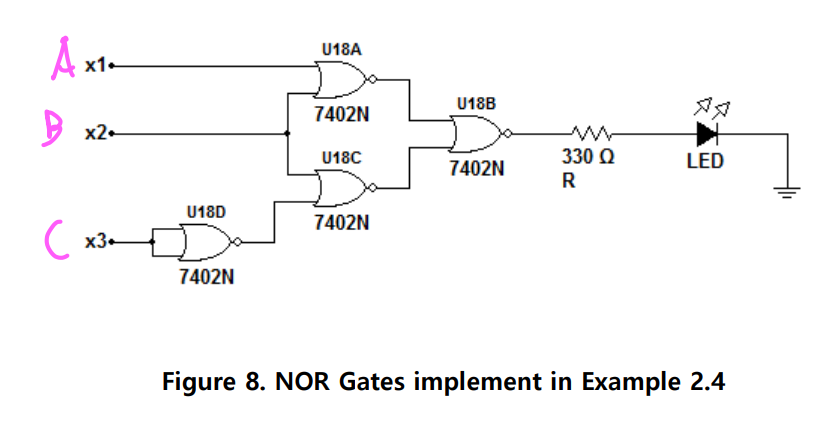 A
x1
U18A
7402N
B
x2
U18B
7402N
330 Ω
R
LED
U18C
7402N
C
x3
U18D
7402N
Figure 8. NOR Gates implement in Example 2.4